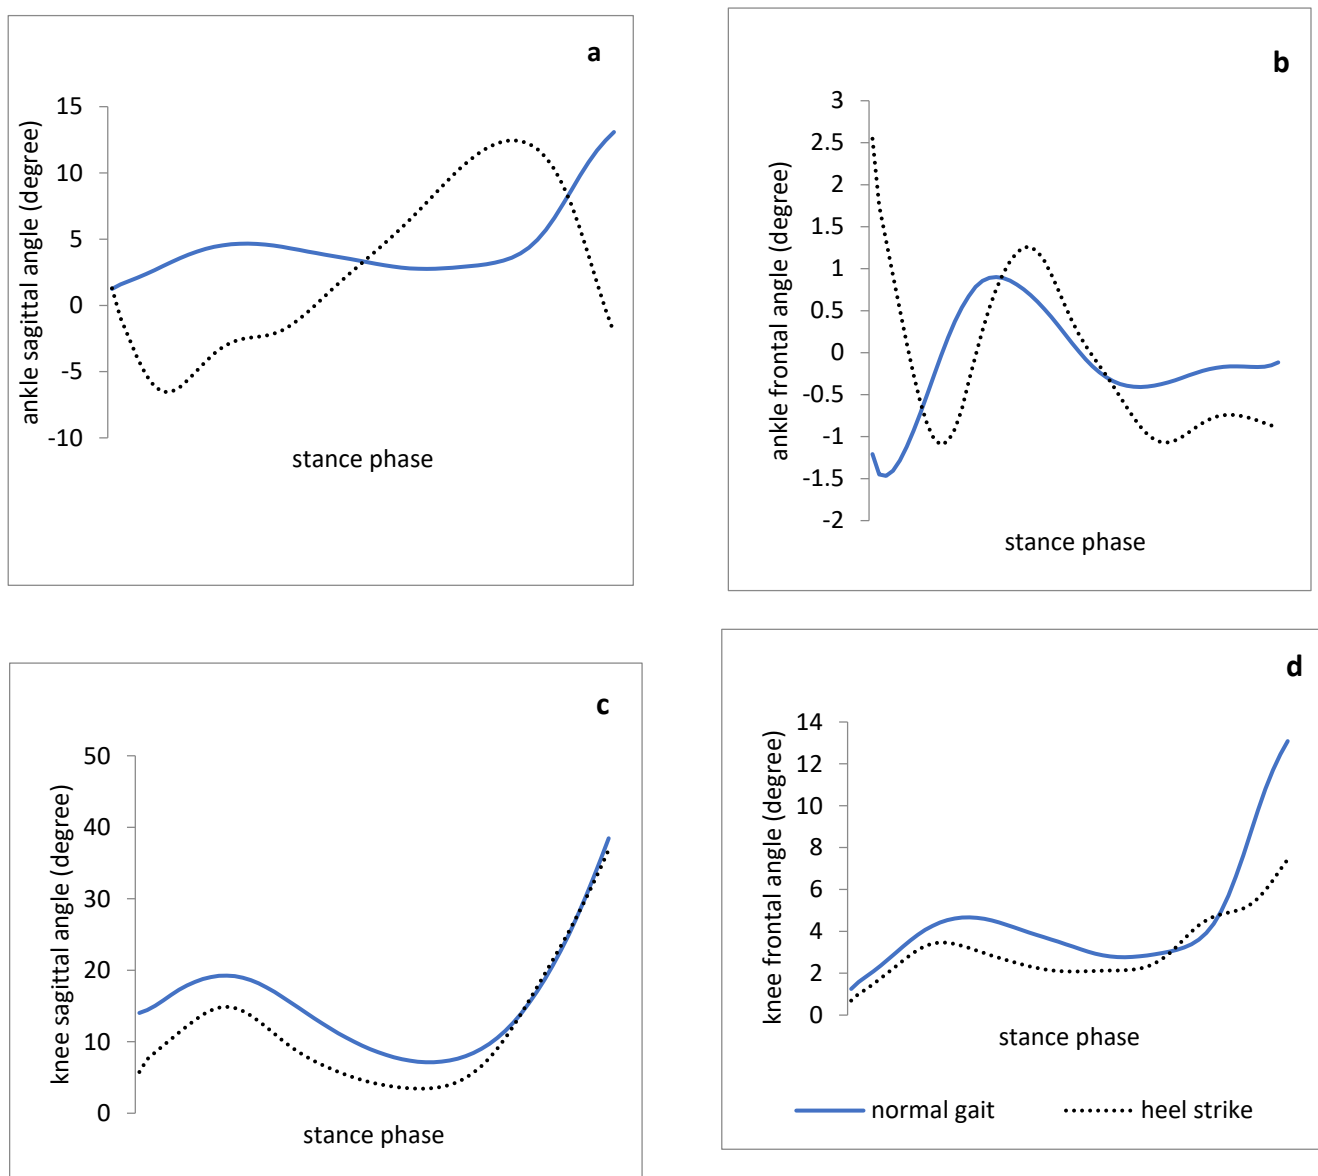 a
15
10
5
0
-5
-10
ankle sagittal angle (degree)
stance phase
b
3
2.5
2
1.5
1
0.5
0
-0.5
-1
-1.5
-2
ankle frontal angle (degree)
stance phase
c
50
40
30
20
10
0
knee sagittal angle (degree)
stance phase
d
14
12
10
8
6
4
2
0
knee frontal angle (degree)
stance phase
normal gait
heel strike